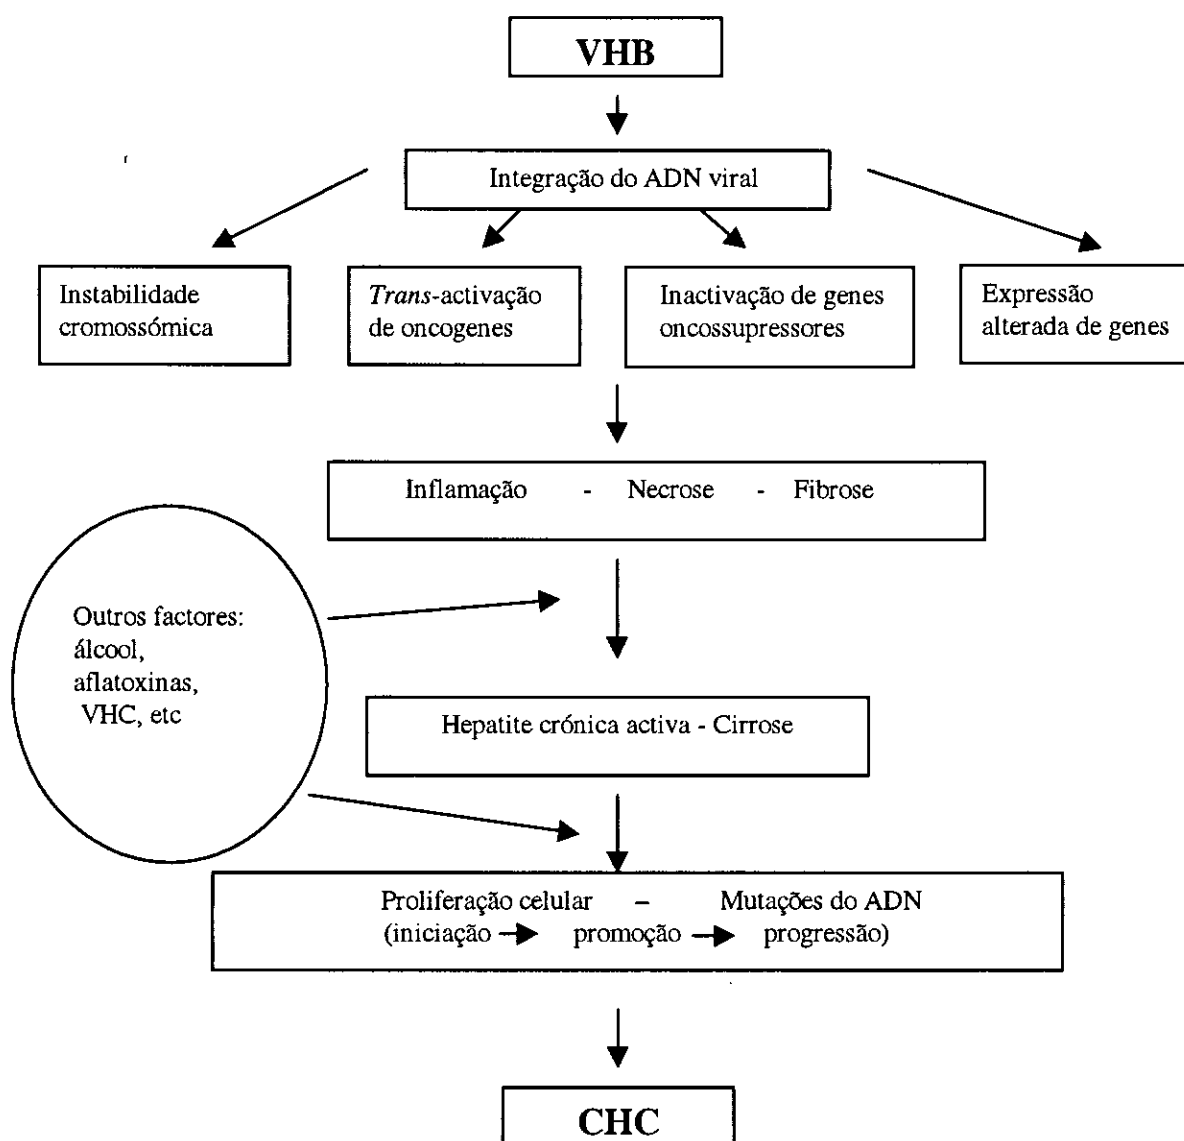 VHB
Integração do ADN viral
Instabilidade
cromossómica
Trans-activação
de oncogenes
Inactivação de genes
oncossupressores
Expressão
alterada de genes
Inflamação - Necrose - Fibrose
Outros factores:
álcool,
aflatoxinas,
VHC, etc
Hepatite crónica activa - Cirrose
Proliferação celular – Mutações do ADN
(iniciação → promoção → progressão)
CHC